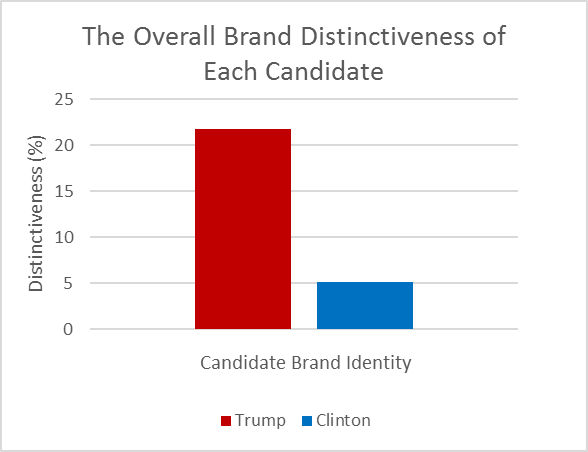 The Overall Brand Distinctiveness of
Each Candidate
Distinctiveness (%)
25
20
15
10
5
0
Candidate Brand Identity
Trump
Clinton